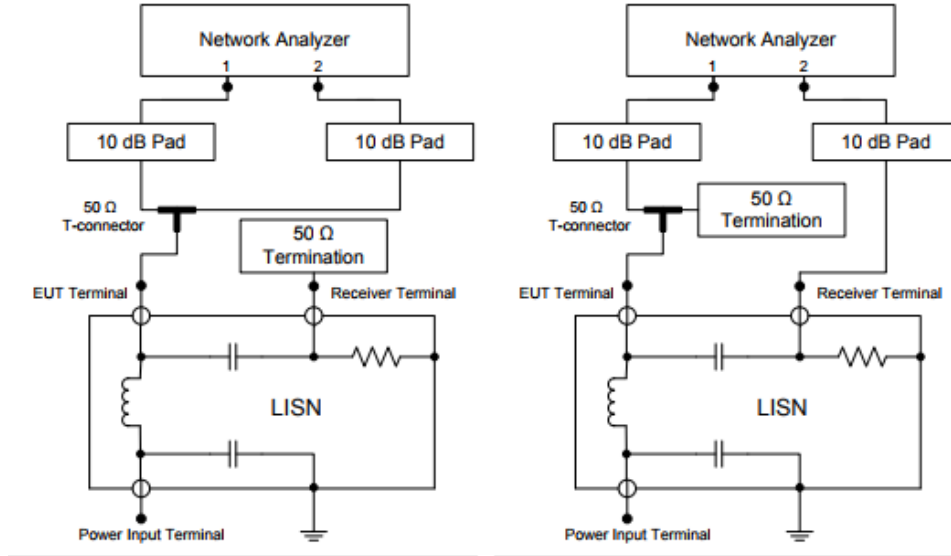 Network Analyzer
1 2
10 dB Pad
10 dB Pad
50 Ω
T-connector
50 Ω
Termination
EUT Terminal
Receiver Terminal
LISN
Power Input Terminal
Network Analyzer
1 2
10 dB Pad
10 dB Pad
50 Ω
T-connector
50 Ω
Termination
EUT Terminal
Receiver Terminal
LISN
Power Input Terminal